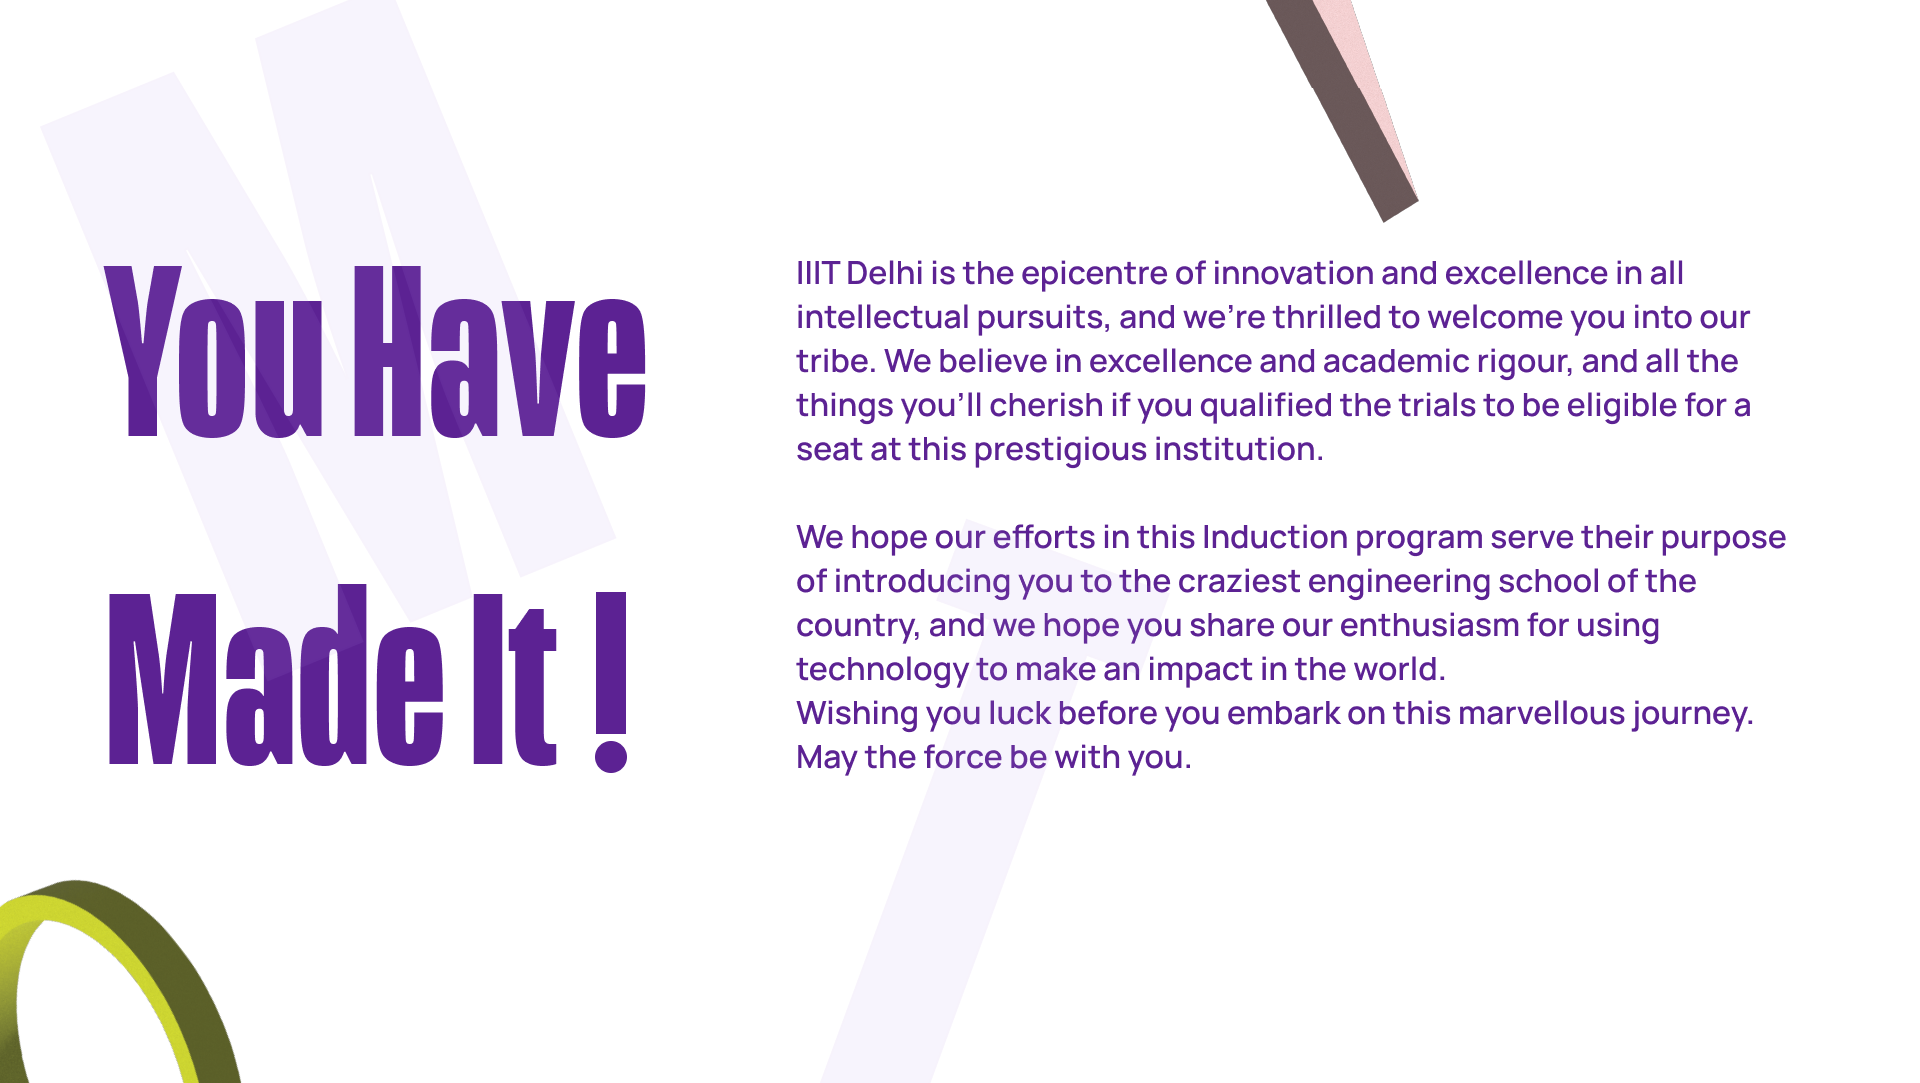 You Have
Made It !
IIIT Delhi is the epicentre of innovation and excellence in all
intellectual pursuits, and we’re thrilled to welcome you into our
tribe. We believe in excellence and academic rigour, and all the
things you’ll cherish if you qualified the trials to be eligible for a
seat at this prestigious institution.
We hope our efforts in this Induction program serve their purpose
of introducing you to the craziest engineering school of the
country, and we hope you share our enthusiasm for using
technology to make an impact in the world.
Wishing you luck before you embark on this marvellous journey.
May the force be with you.